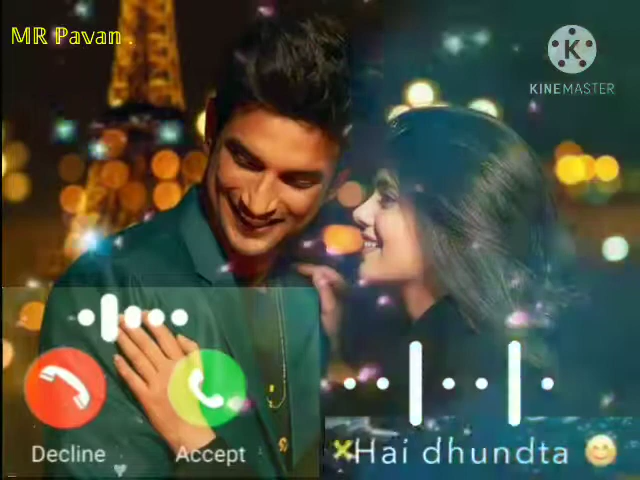 MR Pavan .
KINEMASTER
Decline
Accept
Hai dhundta 😊